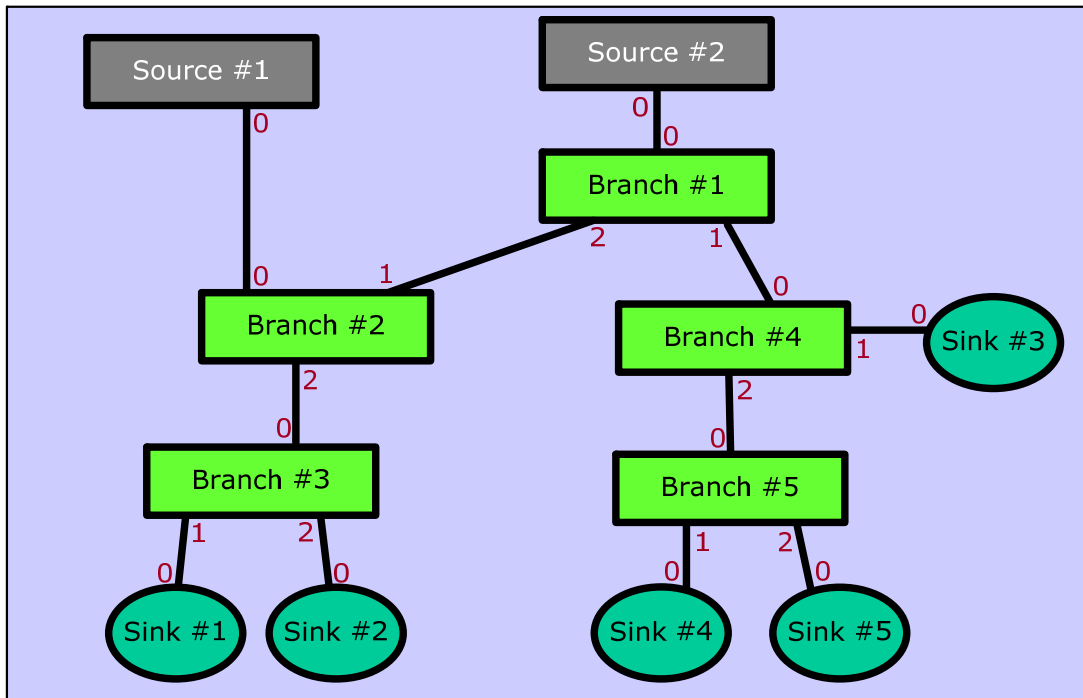 Source #1
Source #2
0
0
0
Branch #1
2
1
0
1
0
0
Branch #2
Branch #4
1
Sink #3
2
2
0
0
Branch #3
Branch #5
1
2
1
2
0
0
0
0
Sink #1
Sink #2
Sink #4
Sink #5